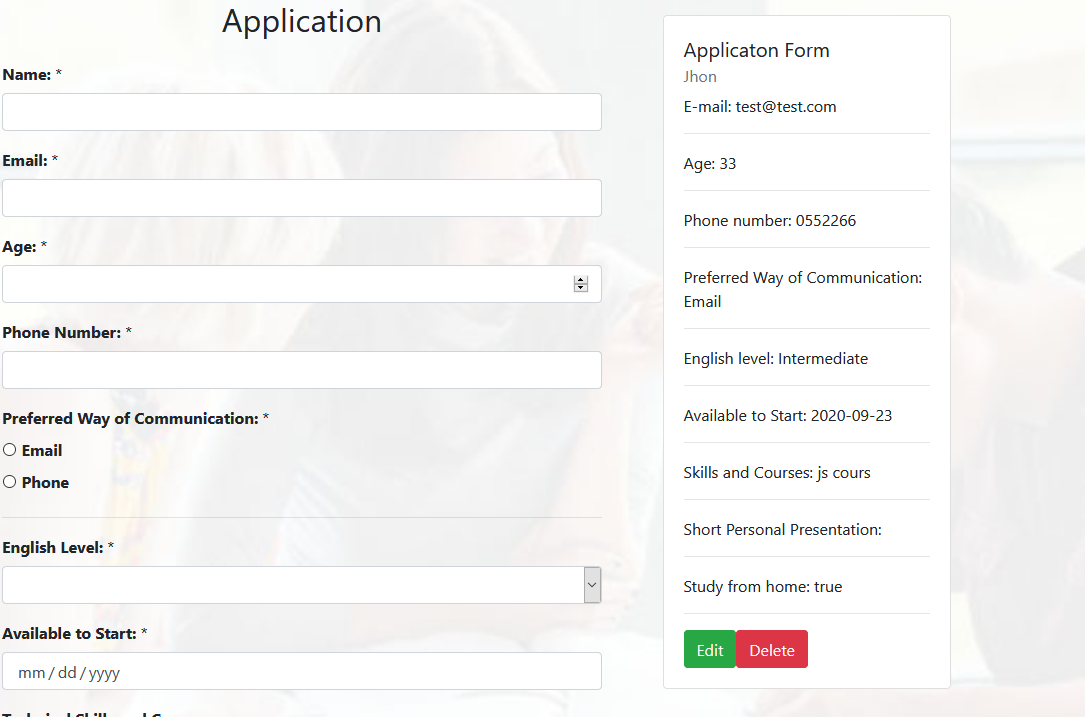 Application
Name: *
Email: *
Age: *
Phone Number: *
Preferred Way of Communication: *
Email
Phone
English Level: *
Available to Start: *
mm / dd / yyyy
Applicaton Form
Jhon
E-mail: test@test.com
Age: 33
Phone number: 0552266
Preferred Way of Communication:
Email
English level: Intermediate
Available to Start: 2020-09-23
Skills and Courses: js cours
Short Personal Presentation:
Study from home: true
Edit
Delete